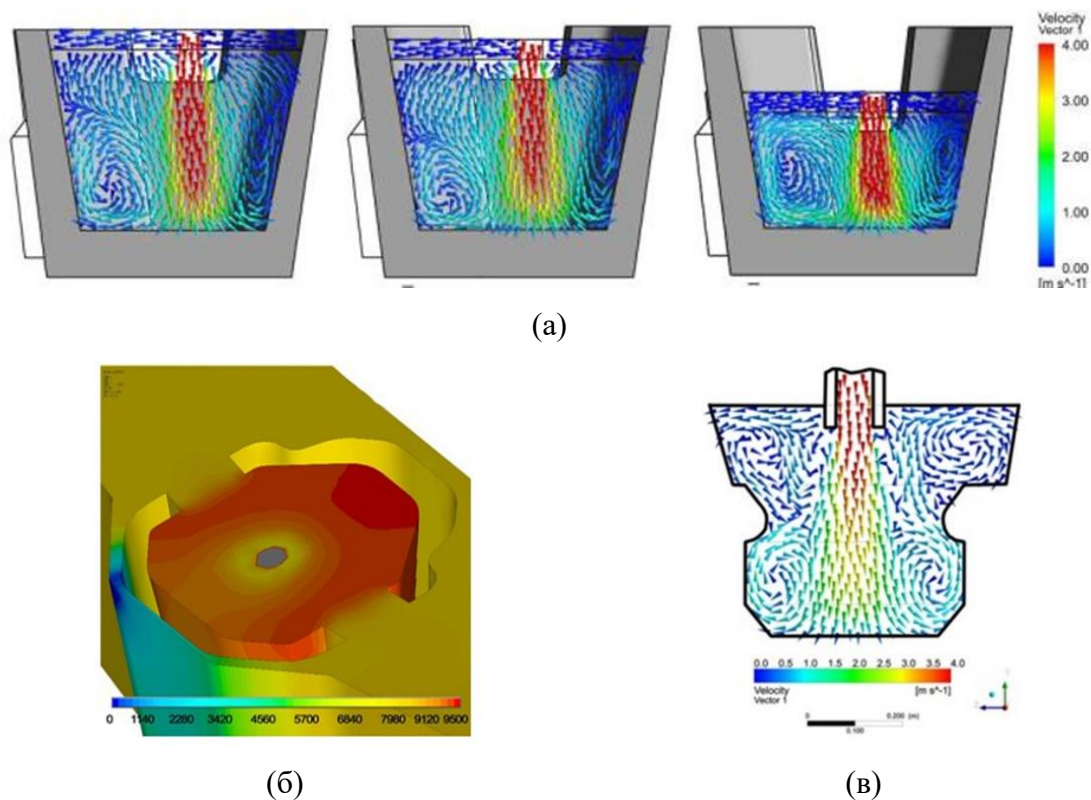 Velocity
Vector 1
4.00
3.00
2.00
1.00
0.00
[m s^-1]
(а)
0 1140 2280 3420 4560 5700 6840 7980 9120 9500
0.0 0.5 1.0 1.5 2.0 2.5 3.0 3.5 4.0
Velocity
Vector 1
[m s^-1]
0 0.200 (m)
0.100
(б)
(в)